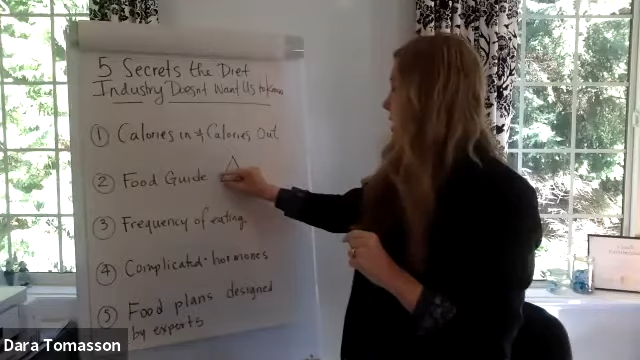 5 Secrets the Diet
Industry Doesnt Want Us to Know
① Calories in & Calories Out
② Food Guide
③ Frequency of eating
④ Complicated - hormones
⑤ Food plans designed
by experts
Dara Tomasson